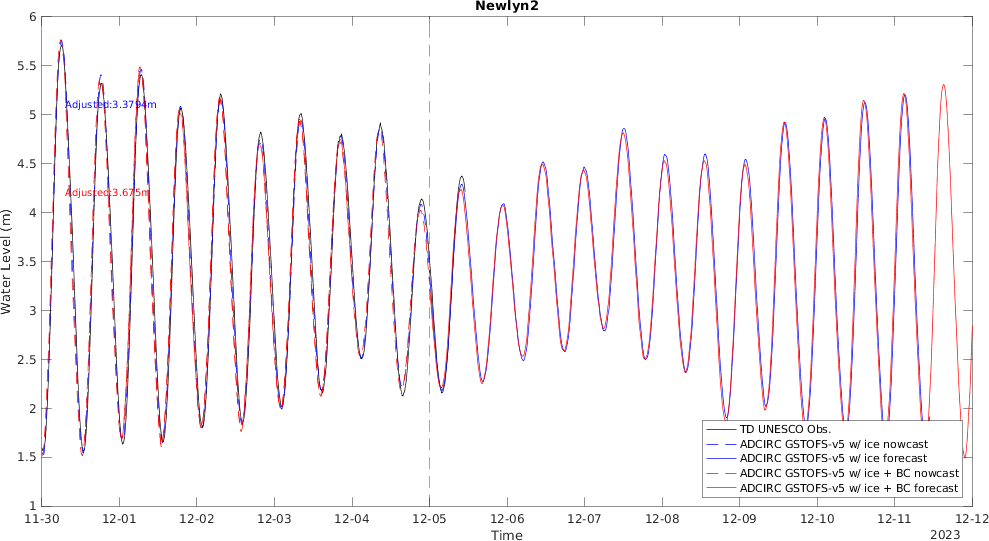 Newlyn2
6
5.5
5
4.5
4
3.5
3
2.5
2
1.5
1
Water Level (m)
Adjusted:3.3794m
Adjusted:3.675m
TD UNESCO Obs.
ADCIRC GSTOFS-v5 w/ ice nowcast
ADCIRC GSTOFS-v5 w/ ice forecast
ADCIRC GSTOFS-v5 w/ ice + BC nowcast
ADCIRC GSTOFS-v5 w/ ice + BC forecast
11-30 12-01 12-02 12-03 12-04 12-05 12-06 12-07 12-08 12-09 12-10 12-11 12-12
Time
2023